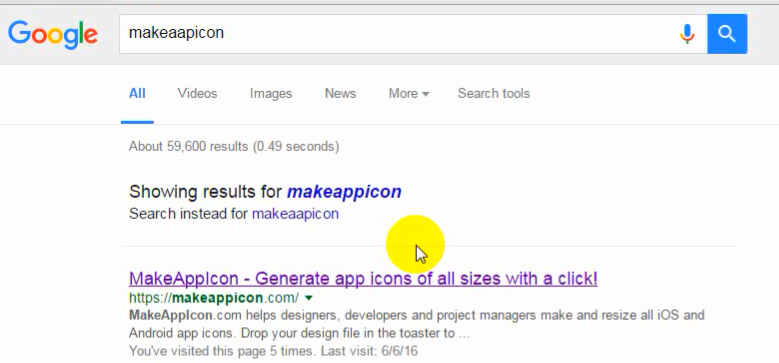 Google makeaapicon
All Videos Images News More Search tools
About 59,600 results (0.49 seconds)
Showing results for makeappicon
Search instead for makeaapicon
MakeAppIcon - Generate app icons of all sizes with a click!
https://makeappicon.com/
MakeAppIcon.com helps designers, developers and project managers make and resize all iOS and
Android app icons. Drop your design file in the toaster to ...
You've visited this page 5 times. Last visit: 6/6/16